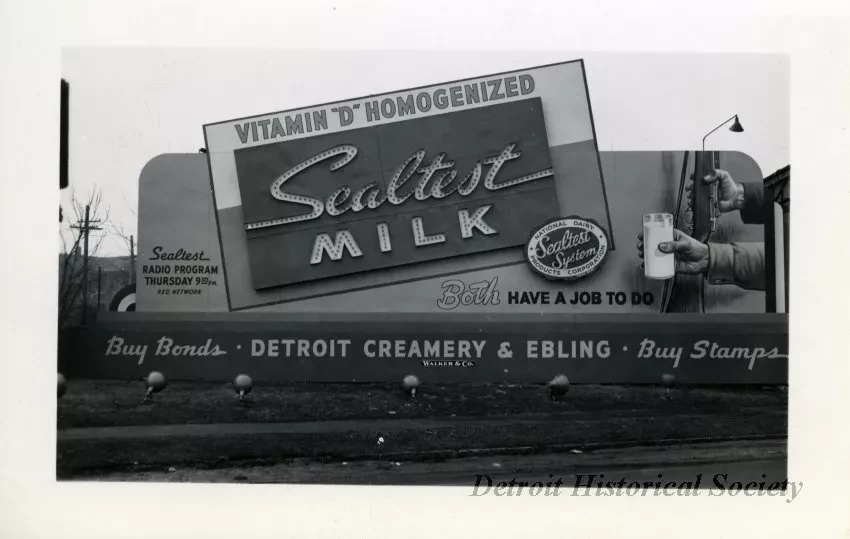 VITAMIN "D" HOMOGENIZED
Sealtest
MILK
NATIONAL DAIRY
Sealtest
System
PRODUCTS CORPORATION
Sealtest
RADIO PROGRAM
THURSDAY 9:30 P.M.
RED NETWORK
Both HAVE A JOB TO DO
Buy Bonds · DETROIT CREAMERY & EBLING · Buy Stamps
WALKER & CO.
Detroit Historical Society